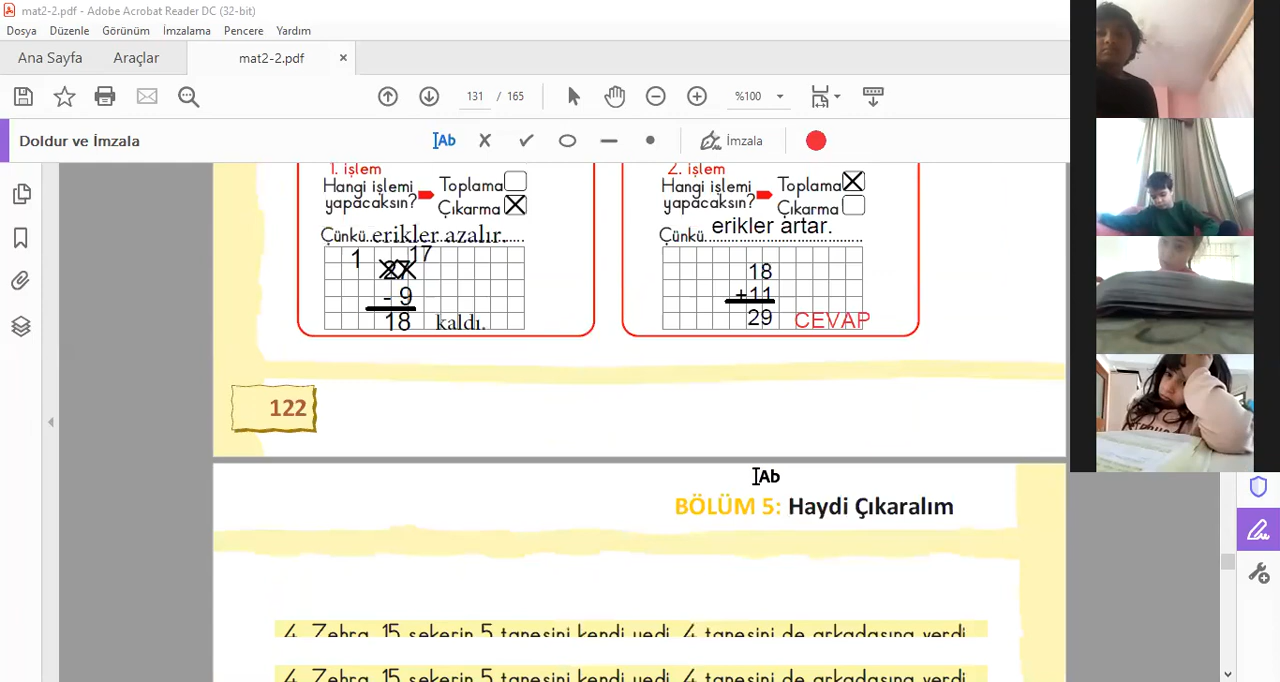 mat2-2.pdf - Adobe Acrobat Reader DC (32-bit)
Dosya Düzenle Görünüm İmzalama Pencere Yardım
Ana Sayfa Araçlar mat2-2.pdf ×
131 / 165 %100
Doldur ve İmzala Ab İmzala
1. işlem
Hangi işlemi yapacaksın?
Toplama
Çıkarma X
Çünkü erikler azalır.
1 17
27
- 9
18 kaldı.
2. işlem
Hangi işlemi yapacaksın?
Toplama X
Çıkarma
Çünkü erikler artar.
18
+11
29 CEVAP
122
Ab
BÖLÜM 5: Haydi Çıkaralım
4. Zehra, 15 şekerin 5 tanesini kendi yedi. 4 tanesini de arkadaşına verdi.
4. Zehra, 15 şekerin 5 tanesini kendi yedi. 4 tanesini de arkadaşına verdi.